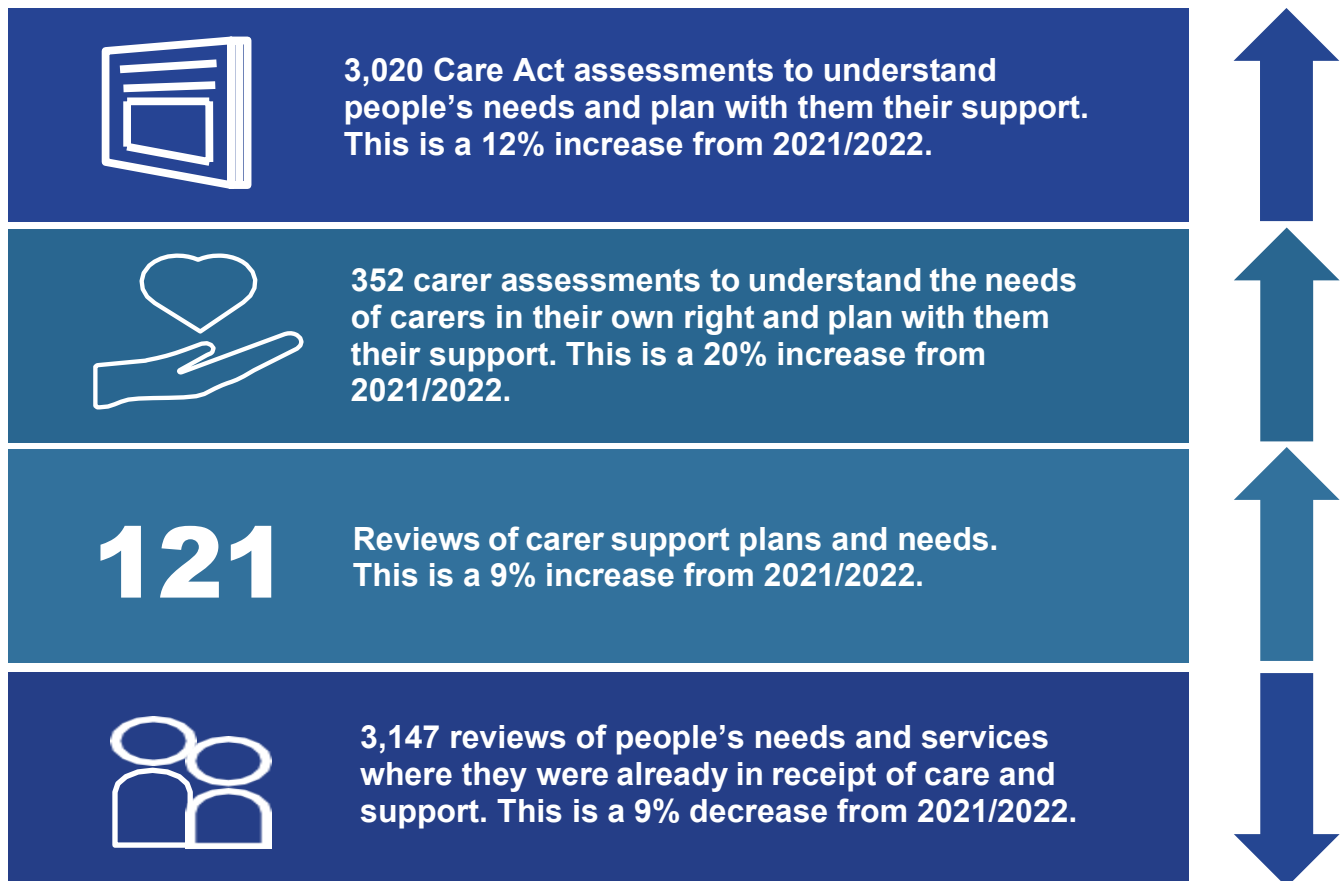 3,020 Care Act assessments to understand
people’s needs and plan with them their support.
This is a 12% increase from 2021/2022.
352 carer assessments to understand the needs
of carers in their own right and plan with them
their support. This is a 20% increase from
2021/2022.
121
Reviews of carer support plans and needs.
This is a 9% increase from 2021/2022.
3,147 reviews of people’s needs and services
where they were already in receipt of care and
support. This is a 9% decrease from 2021/2022.